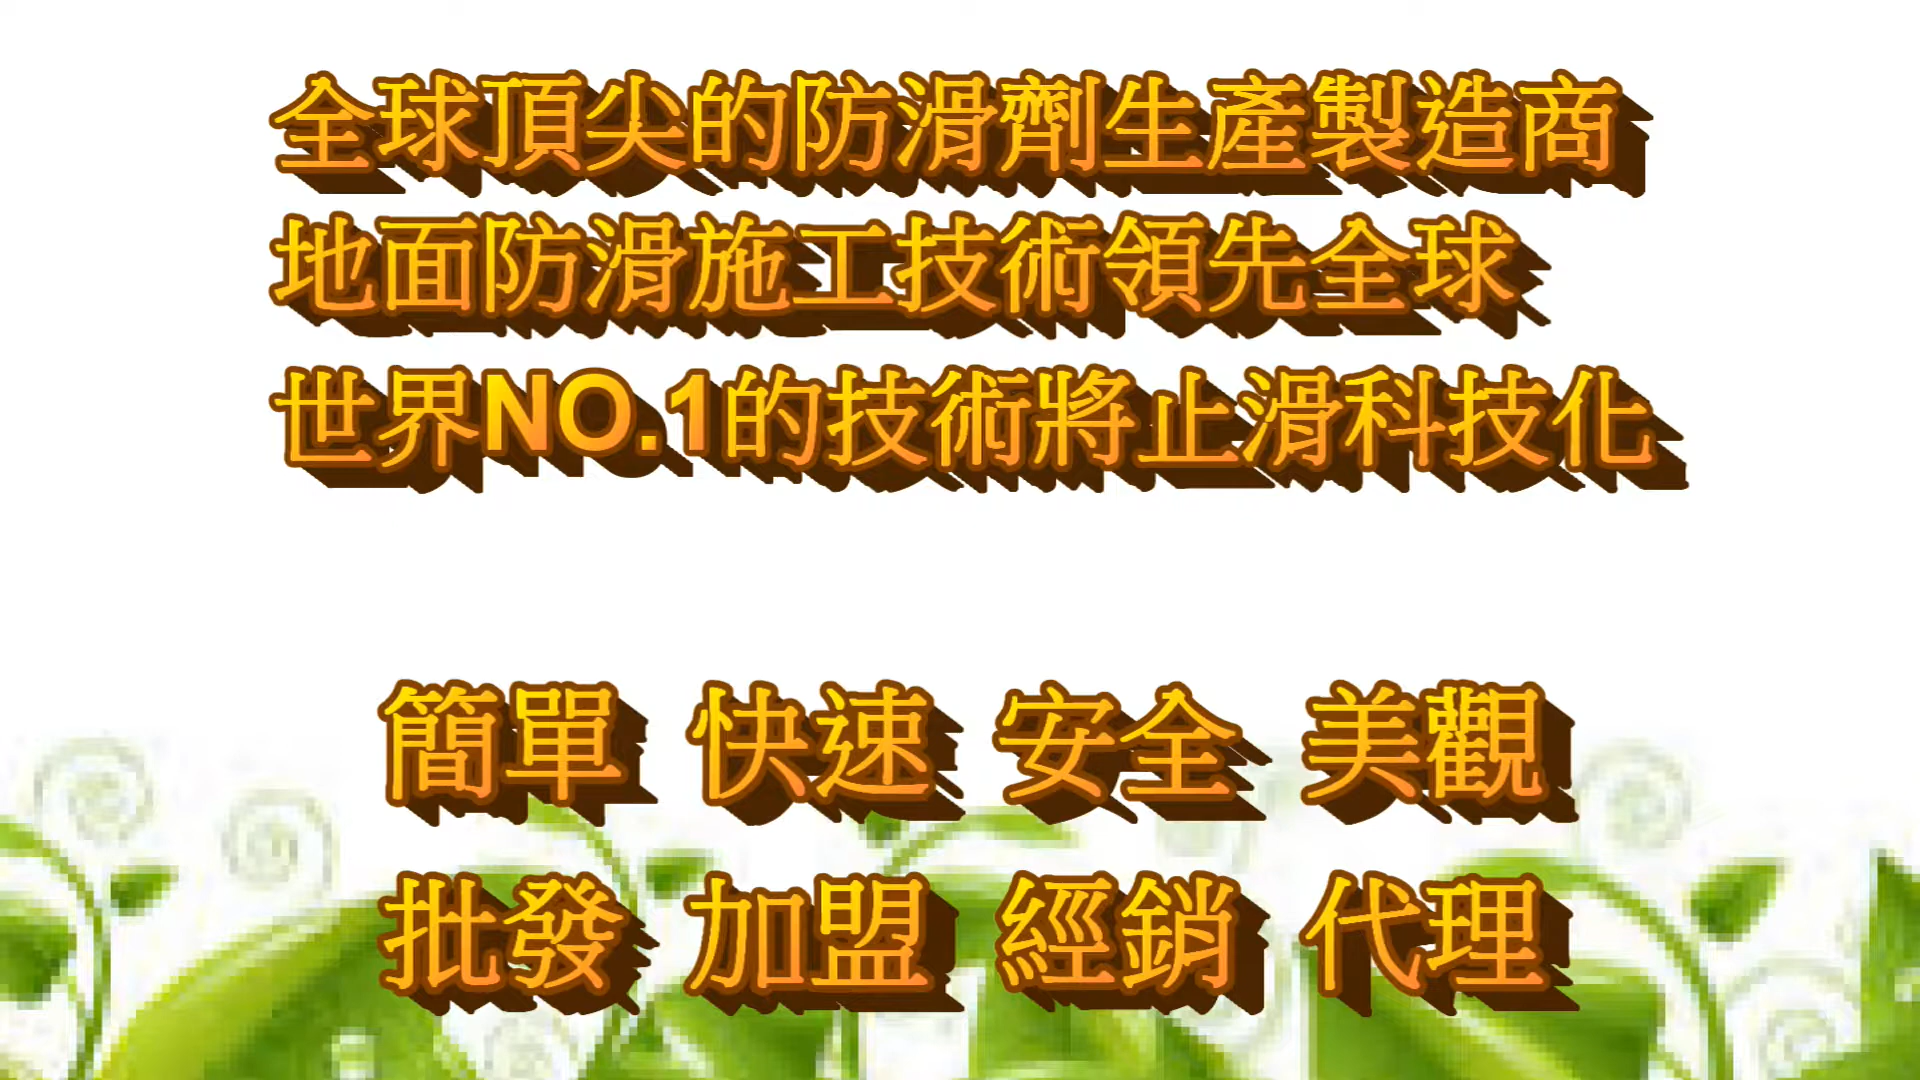 全球頂尖的防滑劑生產製造商
地面防滑施工技術領先全球
世界NO.1的技術將止滑科技化
簡單 快速 安全 美觀
批發 加盟 經銷 代理